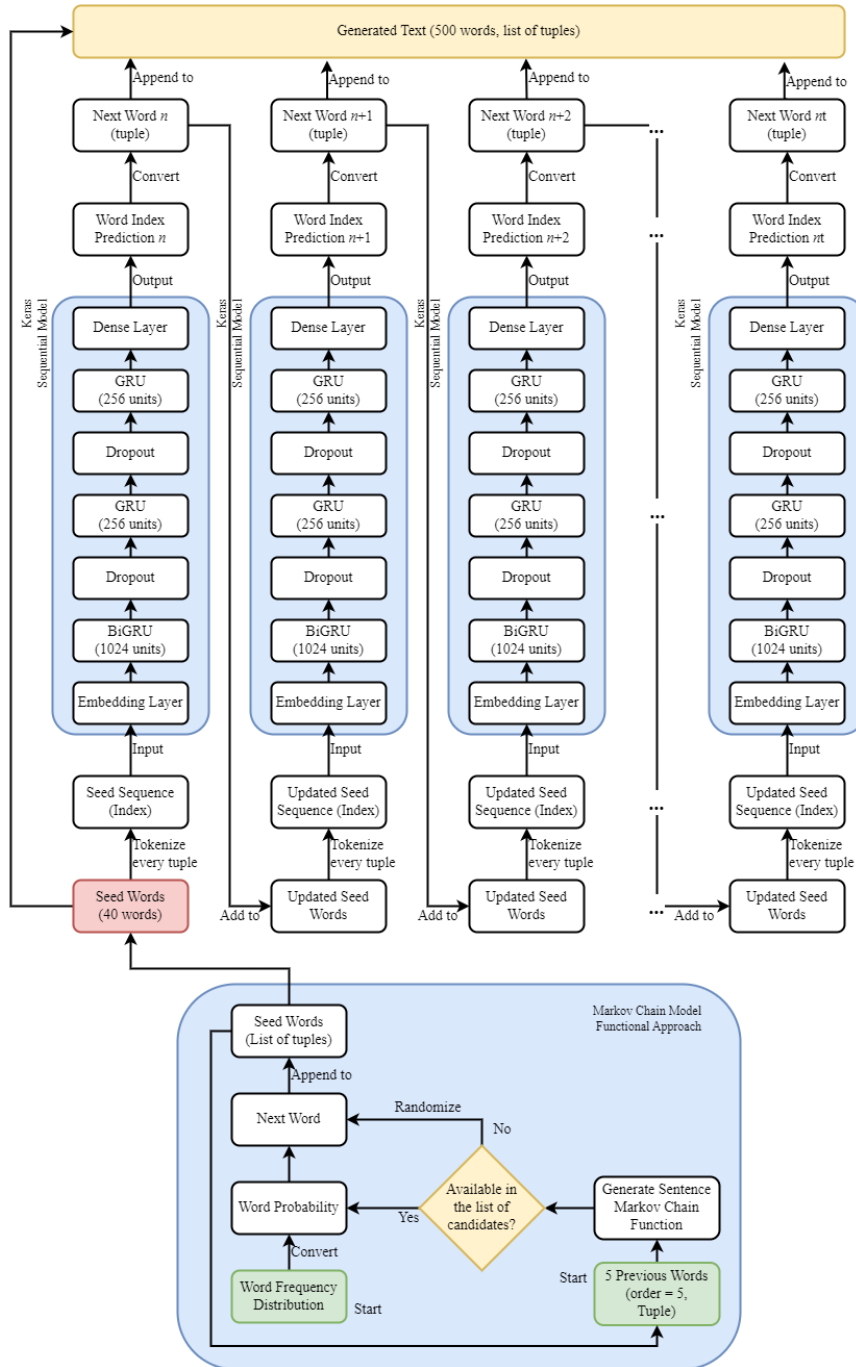 Generated Text (500 words, list of tuples)
Append to
Append to
Append to
Append to
Next Word n
(tuple)
Next Word n+1
(tuple)
Next Word n+2
(tuple)
...
Next Word nt
(tuple)
Convert
Convert
Convert
Convert
Word Index
Prediction n
Word Index
Prediction n+1
Word Index
Prediction n+2
...
Word Index
Prediction nt
Output
Output
Output
Output
Keras
Sequential Model
Keras
Sequential Model
Keras
Sequential Model
Keras
Sequential Model
Dense Layer
Dense Layer
Dense Layer
Dense Layer
GRU
(256 units)
GRU
(256 units)
GRU
(256 units)
GRU
(256 units)
Dropout
Dropout
Dropout
Dropout
GRU
(256 units)
GRU
(256 units)
GRU
(256 units)
...
GRU
(256 units)
Dropout
Dropout
Dropout
Dropout
BiGRU
(1024 units)
BiGRU
(1024 units)
BiGRU
(1024 units)
BiGRU
(1024 units)
Embedding Layer
Embedding Layer
Embedding Layer
Embedding Layer
Input
Input
Input
Input
Seed Sequence
(Index)
Updated Seed
Sequence (Index)
Updated Seed
Sequence (Index)
...
Updated Seed
Sequence (Index)
Tokenize
every tuple
Tokenize
every tuple
Tokenize
every tuple
Tokenize
every tuple
Seed Words
(40 words)
Add to
Updated Seed
Words
Add to
Updated Seed
Words
...
Add to
Updated Seed
Words
Markov Chain Model
Functional Approach
Seed Words
(List of tuples)
Append to
Next Word
Randomize
No
Word Probability
Yes
Available in
the list of
candidates?
Generate Sentence
Markov Chain
Function
Convert
Word Frequency
Distribution
Start
Start
5 Previous Words
(order = 5,
Tuple)